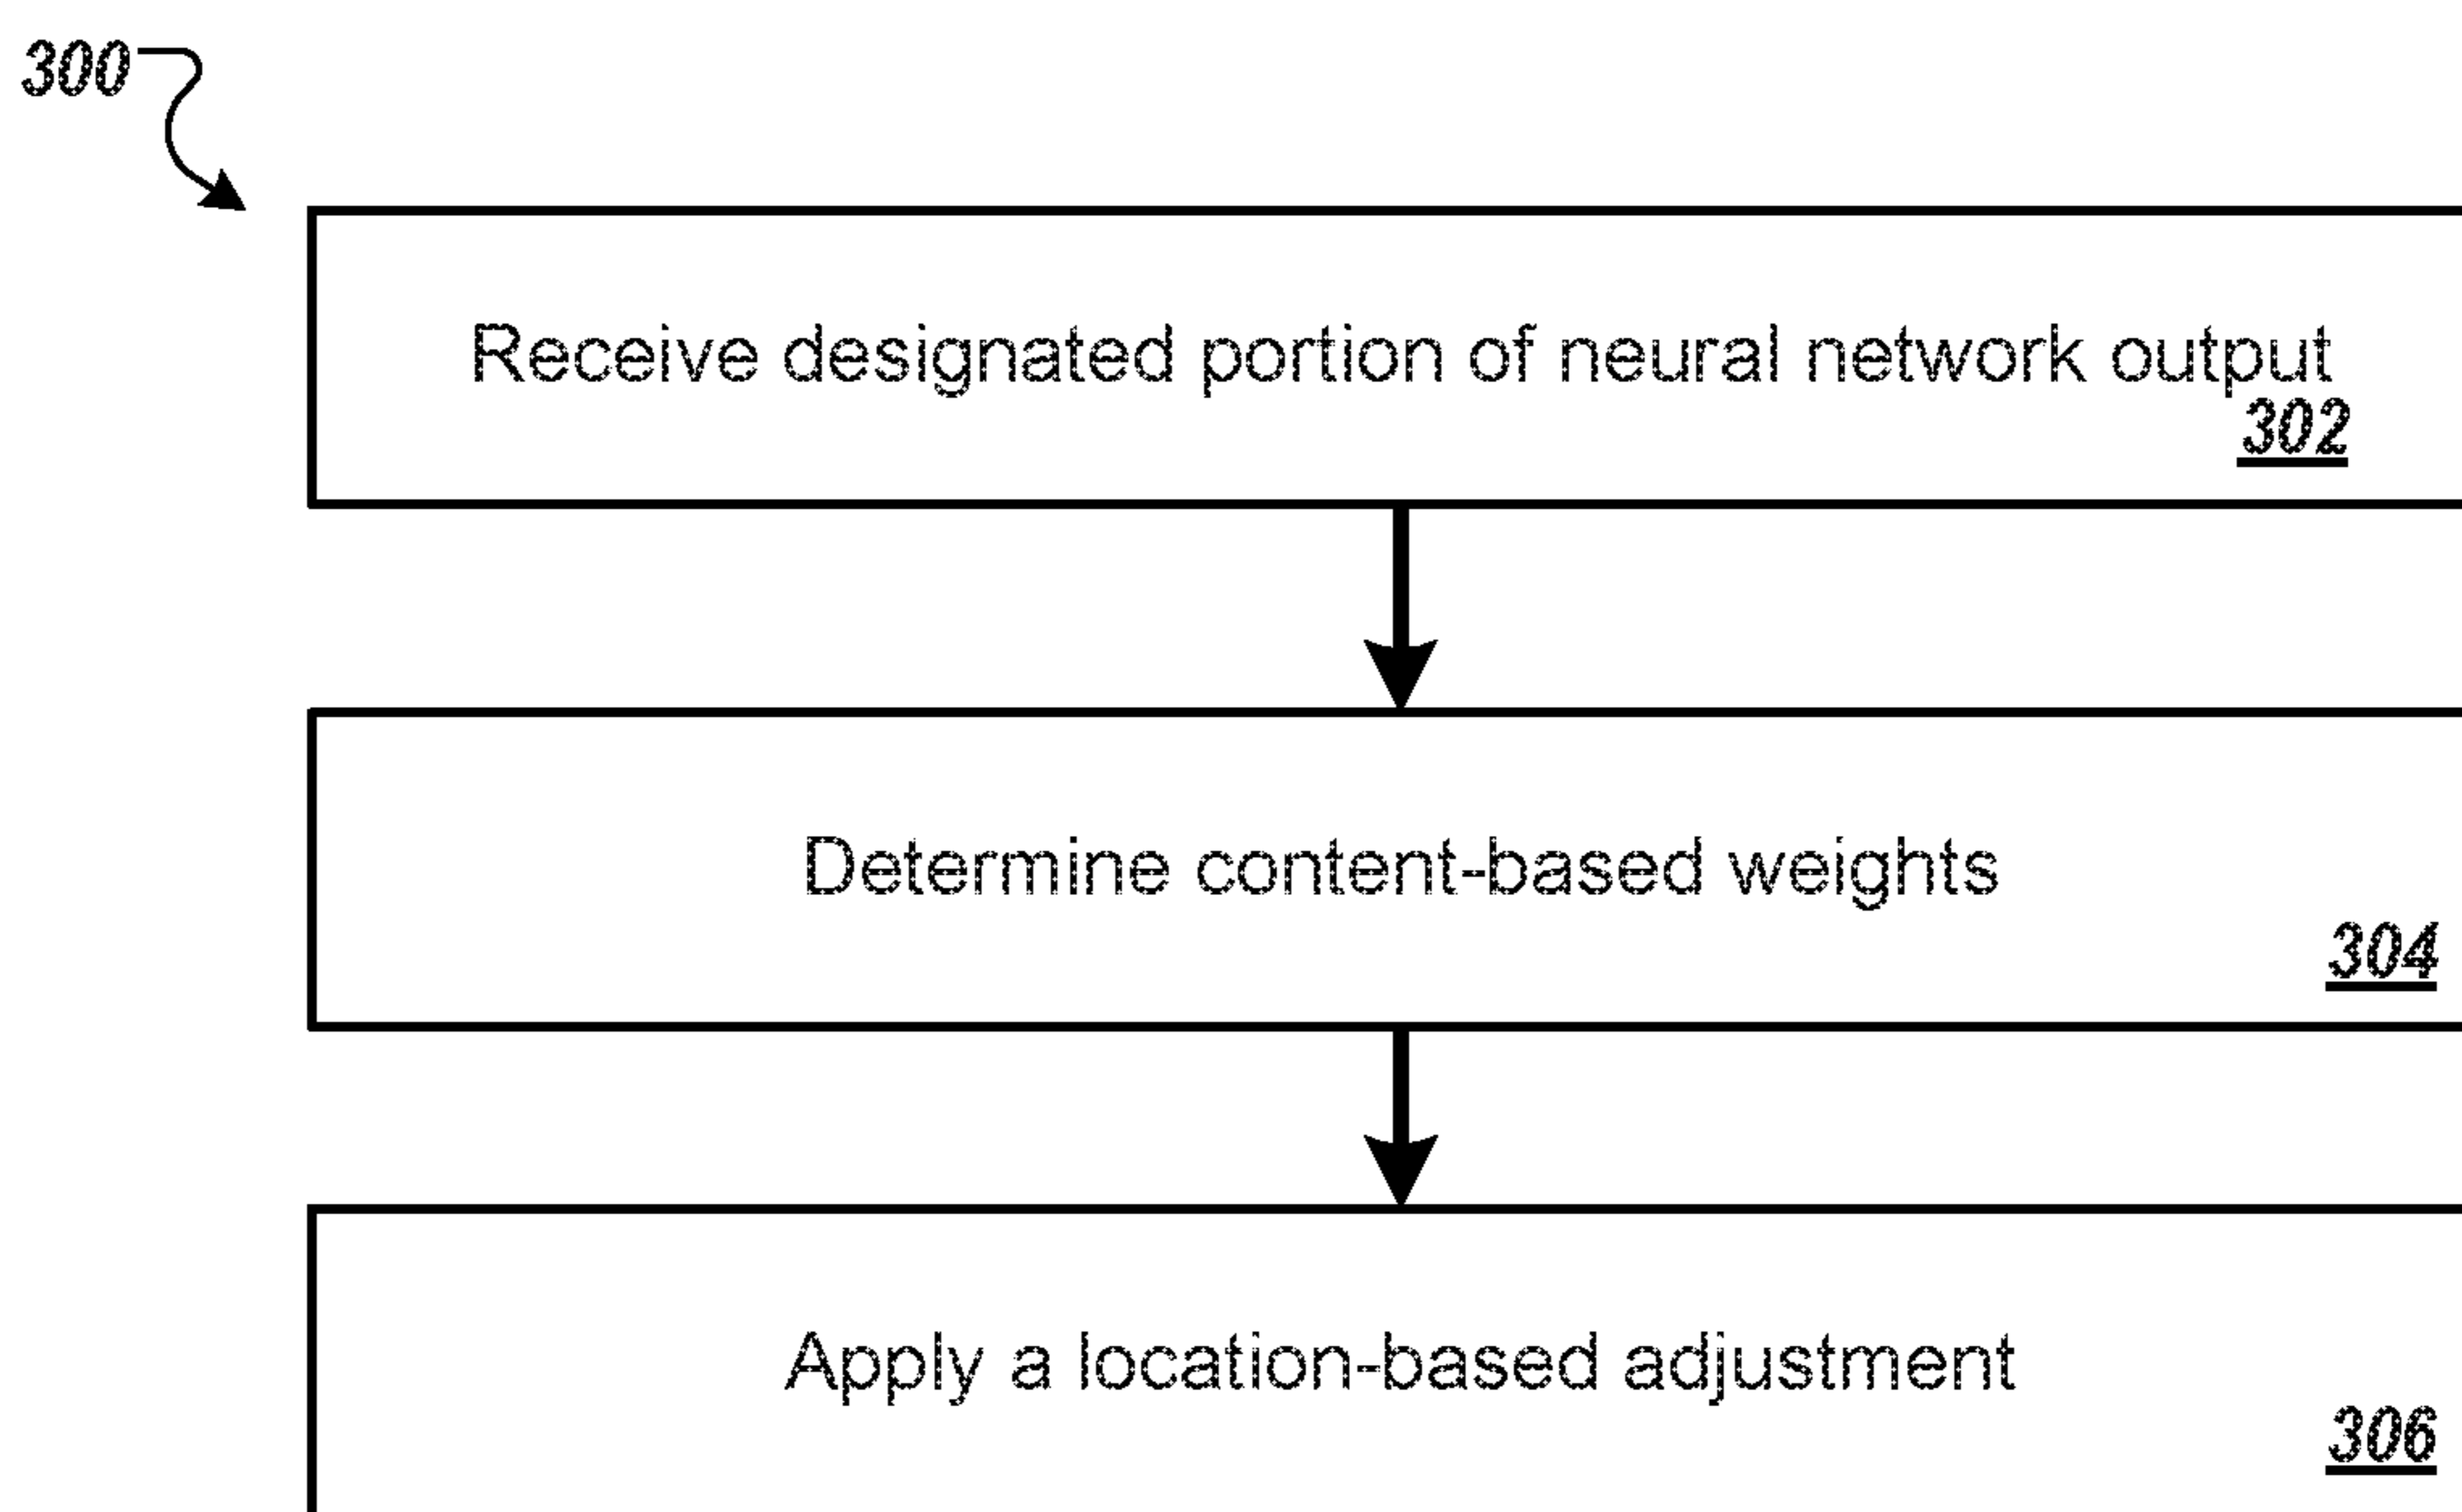 300
Receive designated portion of neural network output
302
Determine content-based weights
304
Apply a location-based adjustment
306